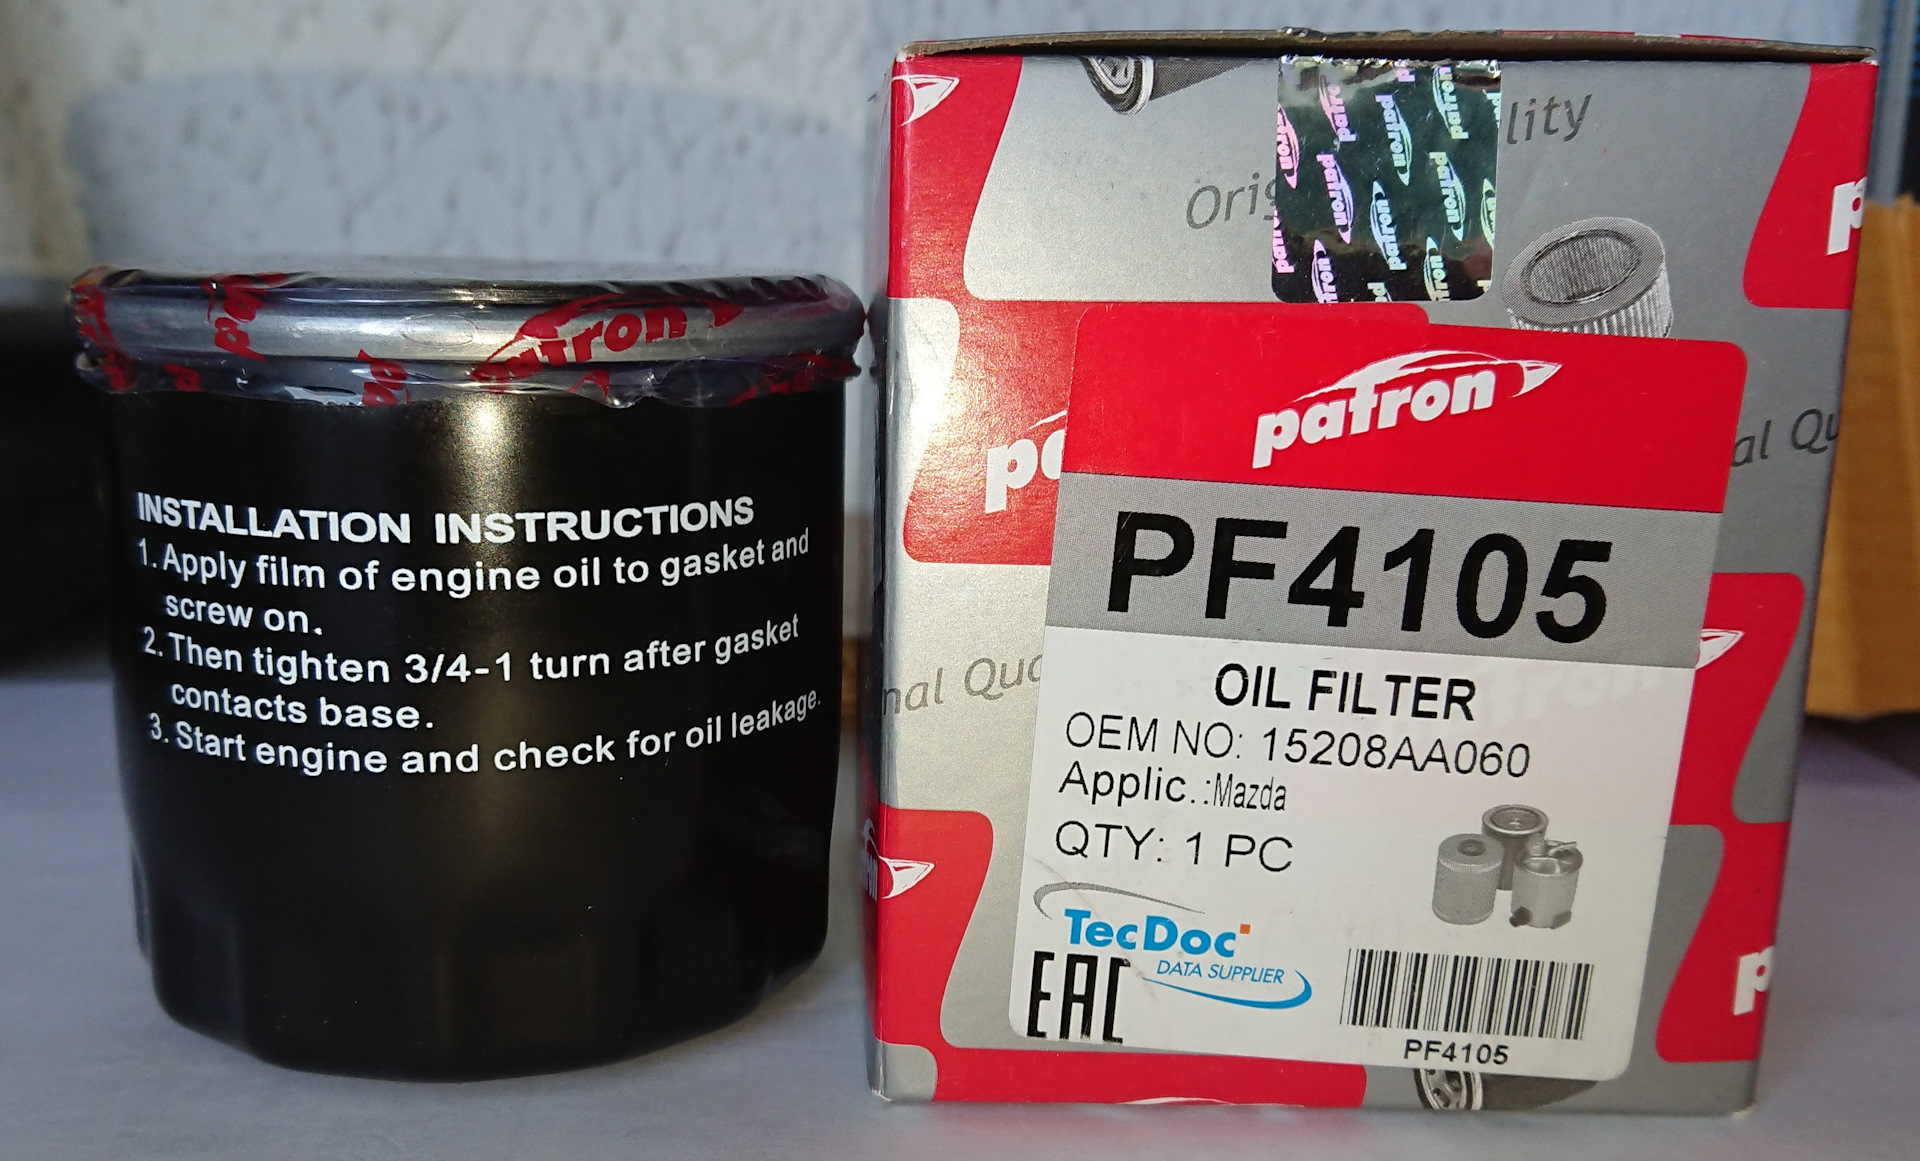 patron
INSTALLATION INSTRUCTIONS
1. Apply film of engine oil to gasket and
screw on.
2. Then tighten 3/4-1 turn after gasket
contacts base.
3. Start engine and check for oil leakage.
patron
PF4105
OIL FILTER
OEM NO: 15208AA060
Applic.:Mazda
QTY: 1 PC
TecDoc
DATA SUPPLIER
EAC
PF4105